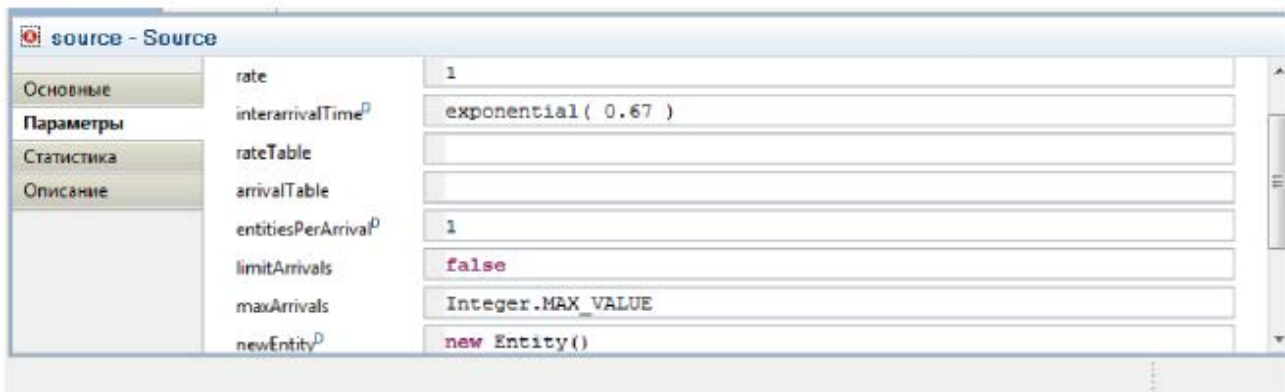 source - Source
Основные
Параметры
Статистика
Описание
rate 1
interarrivalTime^D exponential( 0.67 )
rateTable
arrivalTable
entitiesPerArrival^D 1
limitArrivals false
maxArrivals Integer.MAX_VALUE
newEntity^D new Entity()